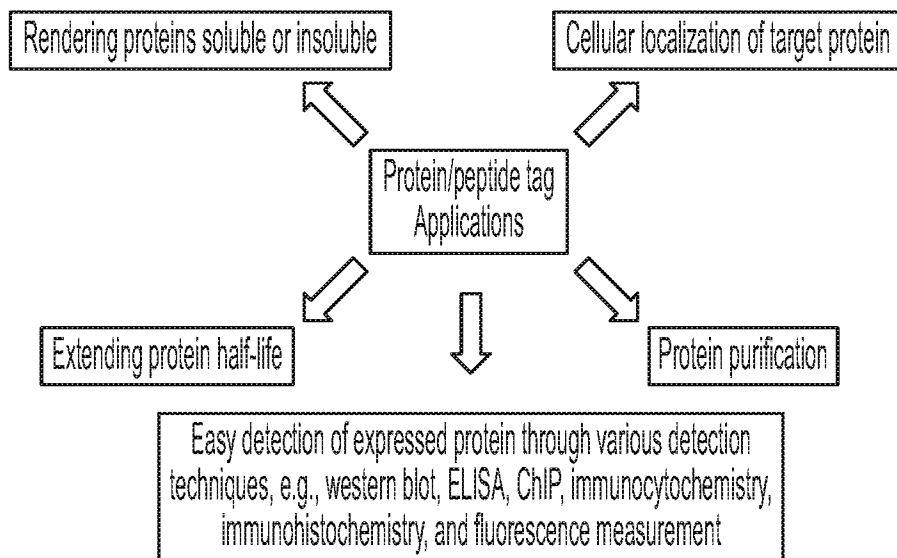 Rendering proteins soluble or insoluble
Cellular localization of target protein
Protein/peptide tag
Applications
Extending protein half-life
Protein purification
Easy detection of expressed protein through various detection
techniques, e.g., western blot, ELISA, ChIP, immunocytochemistry,
immunohistochemistry, and fluorescence measurement